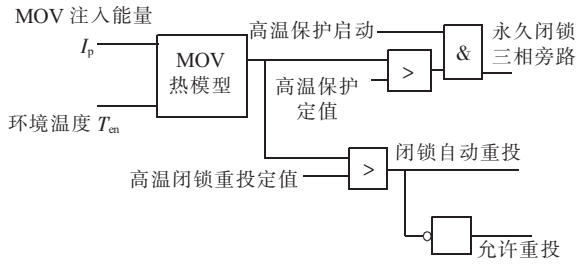 MOV 注入能量
Ip
MOV
热模型
环境温度 Ten
高温保护启动
高温保护
定值
>
&
永久闭锁
三相旁路
高温闭锁重投定值
>
闭锁自动重投
允许重投